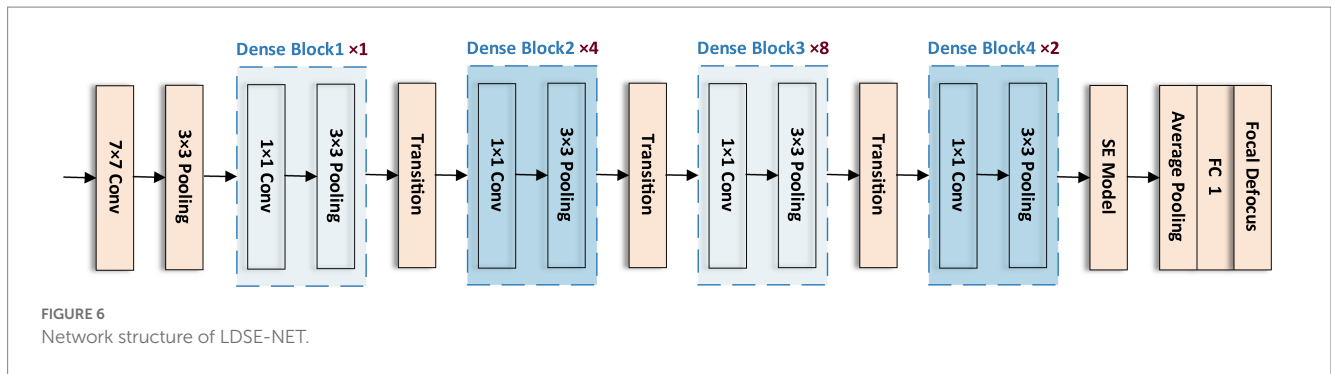 Dense Block1 ×1
Dense Block2 ×4
Dense Block3 ×8
Dense Block4 ×2
7×7 Conv
3×3 Pooling
1×1 Conv
3×3 Pooling
Transition
1×1 Conv
3×3 Pooling
Transition
1×1 Conv
3×3 Pooling
Transition
1×1 Conv
3×3 Pooling
SE Model
Average Pooling
FC 1
Focal Defocus
FIGURE 6
Network structure of LDSE-NET.